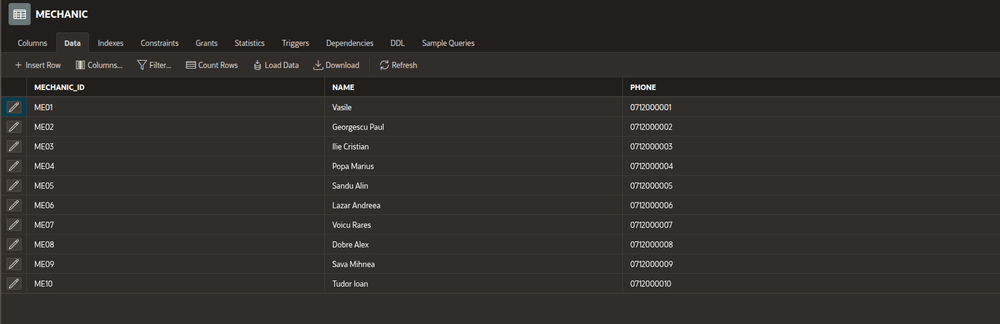 MECHANIC
Columns Data Indexes Constraints Grants Statistics Triggers Dependencies DDL Sample Queries
+ Insert Row Columns... Filter... Count Rows Load Data Download Refresh
MECHANIC_ID NAME PHONE
ME01 Vasile 0712000001
ME02 Georgescu Paul 0712000002
ME03 Ilie Cristian 0712000003
ME04 Popa Marius 0712000004
ME05 Sandu Alin 0712000005
ME06 Lazar Andreea 0712000006
ME07 Voicu Rares 0712000007
ME08 Dobre Alex 0712000008
ME09 Sava Mihnea 0712000009
ME10 Tudor Ioan 0712000010